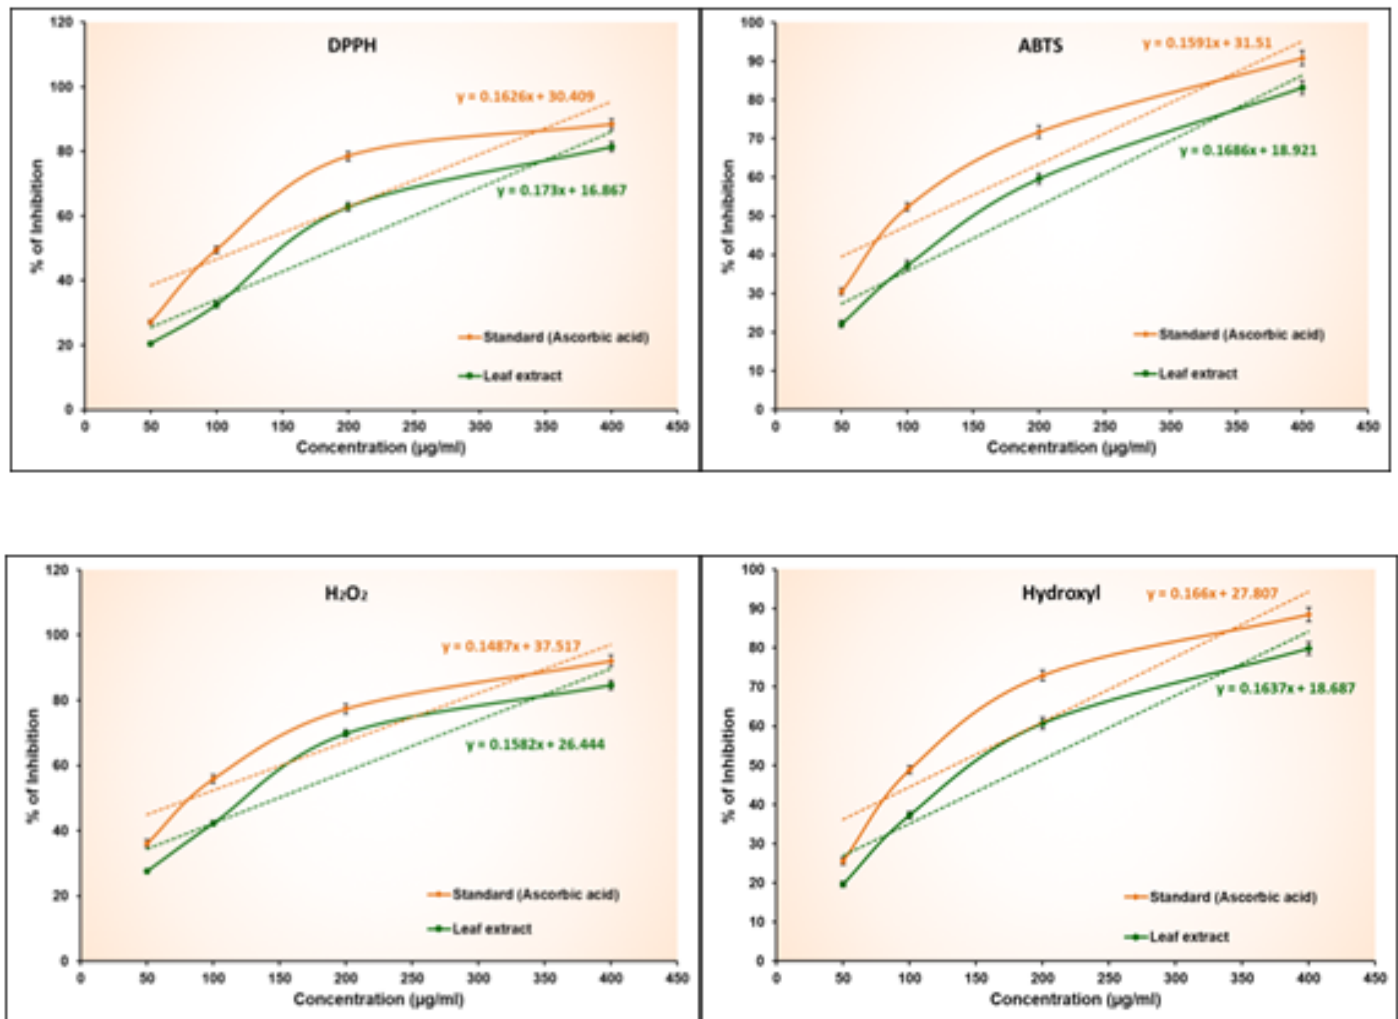 DPPH
y = 0.1626x + 30.409
y = 0.173x + 16.867
Standard (Ascorbic acid)
Leaf extract
% of Inhibition
120
100
80
60
40
20
0
0 50 100 150 200 250 300 350 400 450
Concentration (µg/ml)
ABTS
y = 0.1591x + 31.51
y = 0.1686x + 18.921
Standard (Ascorbic acid)
Leaf extract
% of Inhibition
100
90
80
70
60
50
40
30
20
10
0
0 50 100 150 200 250 300 350 400 450
Concentration (µg/ml)
H₂O₂
y = 0.1487x + 37.517
y = 0.1582x + 26.444
Standard (Ascorbic acid)
Leaf extract
% of Inhibition
120
100
80
60
40
20
0
0 50 100 150 200 250 300 350 400 450
Concentration (µg/ml)
Hydroxyl
y = 0.166x + 27.807
y = 0.1637x + 18.687
Standard (Ascorbic acid)
Leaf extract
% of Inhibition
100
90
80
70
60
50
40
30
20
10
0
0 50 100 150 200 250 300 350 400 450
Concentration (µg/ml)